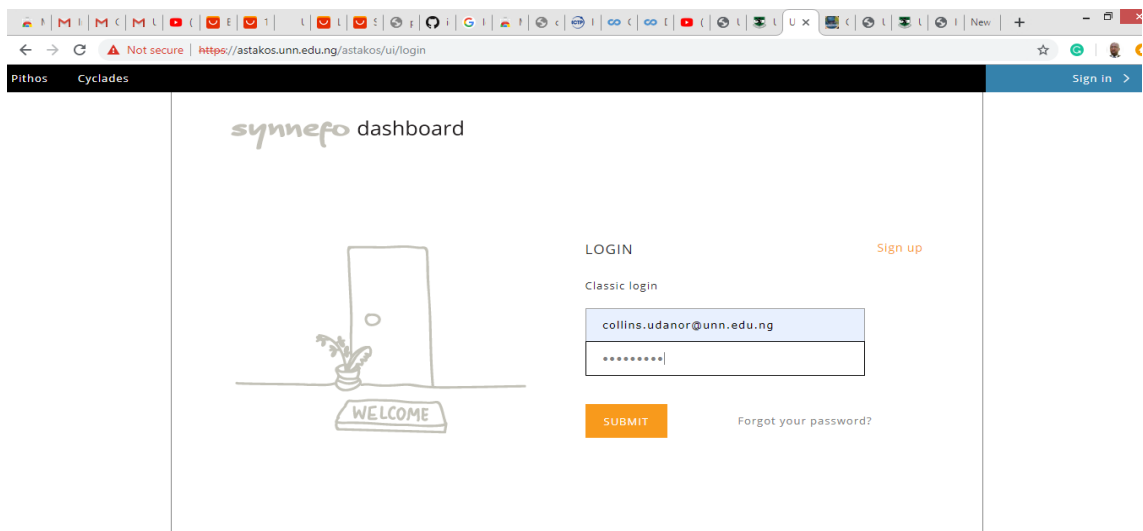 Not secure | https://astakos.unn.edu.ng/astakos/ui/login
Pithos Cyclades Sign in >
synnefo dashboard
LOGIN Sign up
Classic login
collins.udanor@unn.edu.ng
WELCOME
SUBMIT Forgot your password?